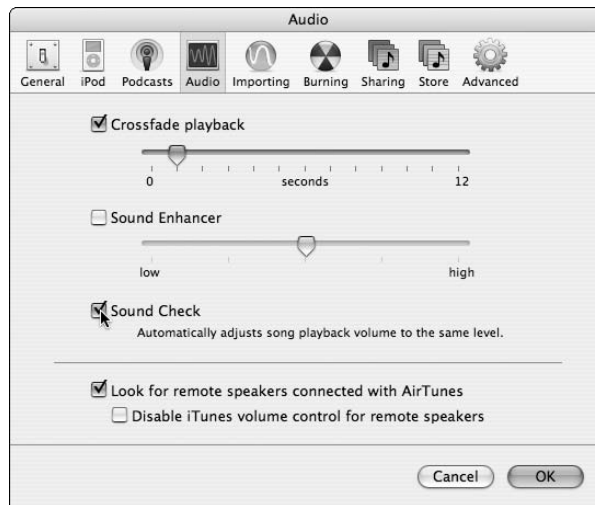 Audio
General iPod Podcasts Audio Importing Burning Sharing Store Advanced
Crossfade playback
0 seconds 12
Sound Enhancer
low high
Sound Check
Automatically adjusts song playback volume to the same level.
Look for remote speakers connected with AirTunes
Disable iTunes volume control for remote speakers
Cancel OK